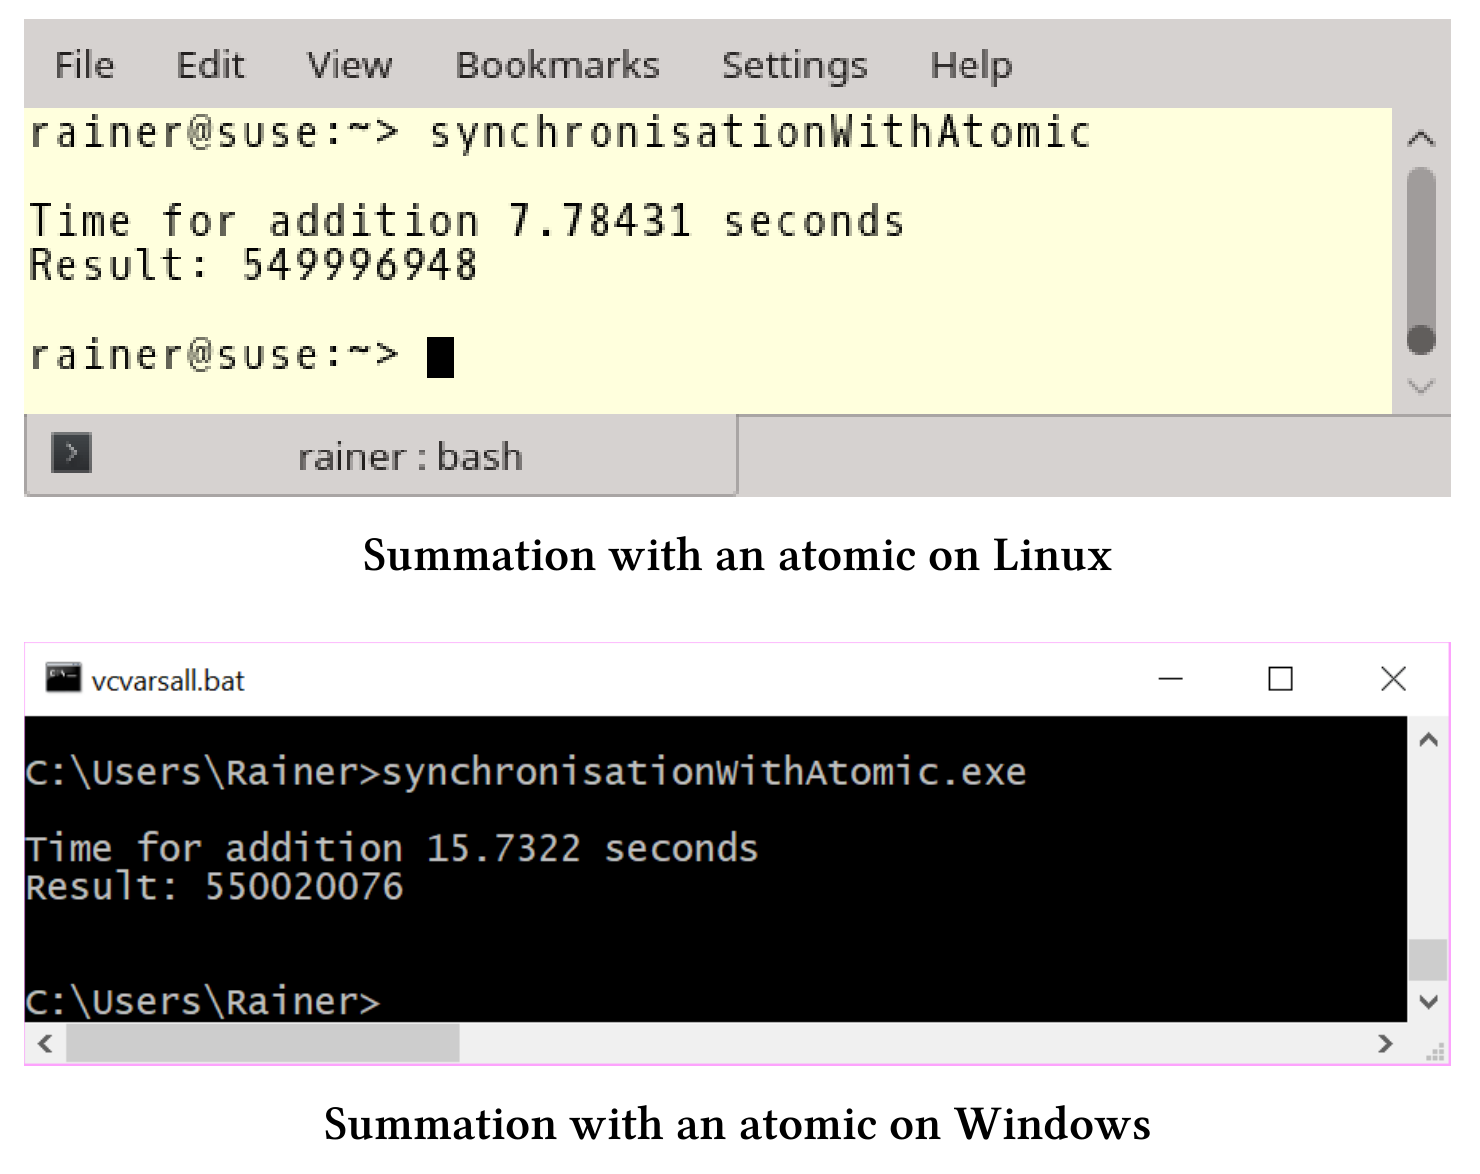 File Edit View Bookmarks Settings Help
rainer@suse:~> synchronisationWithAtomic
Time for addition 7.78431 seconds
Result: 549996948
rainer@suse:~>
rainer : bash
Summation with an atomic on Linux
vcvarsall.bat
C:\Users\Rainer>synchronisationWithAtomic.exe
Time for addition 15.7322 seconds
Result: 550020076
C:\Users\Rainer>
Summation with an atomic on Windows